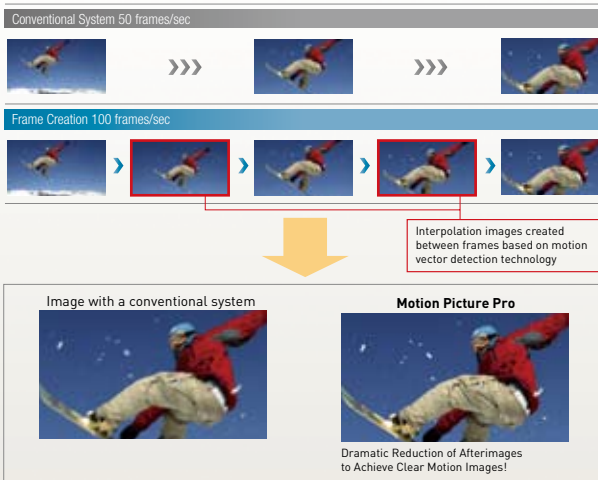 Conventional System 50 frames/sec
Frame Creation 100 frames/sec
Interpolation images created
between frames based on motion
vector detection technology
Image with a conventional system
Motion Picture Pro
Dramatic Reduction of Afterimages
to Achieve Clear Motion Images!